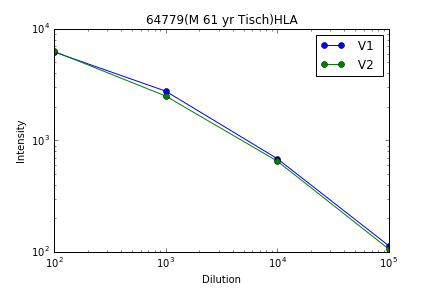 64779(M 61 yr Tisch)HLA
10^4
10^3
10^2
Intensity
V1
V2
10^2 10^3 10^4 10^5
Dilution